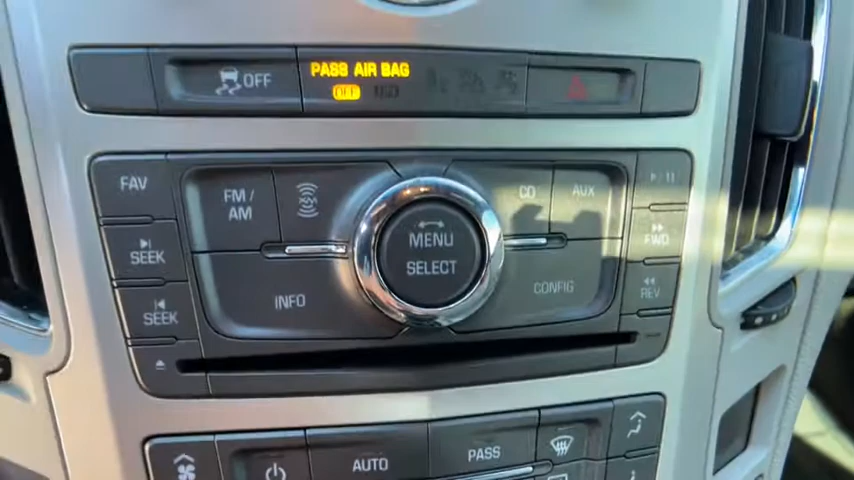 OFF
PASS AIR BAG
OFF
FAV
FM /
AM
CD
AUX
SEEK
MENU
SELECT
FWD
SEEK
INFO
CONFIG
REV
AUTO
PASS